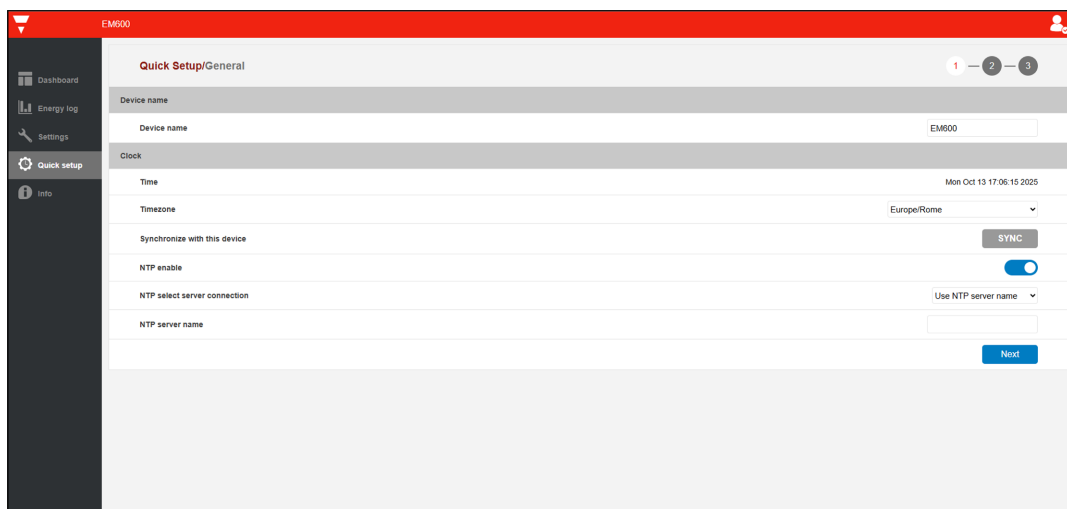 EM600
Dashboard
Energy log
Settings
Quick setup
Info
Quick Setup/General
1 — 2 — 3
Device name
Device name EM600
Clock
Time Mon Oct 13 17:06:15 2025
Timezone Europe/Rome
Synchronize with this device SYNC
NTP enable
NTP select server connection Use NTP server name
NTP server name
Next